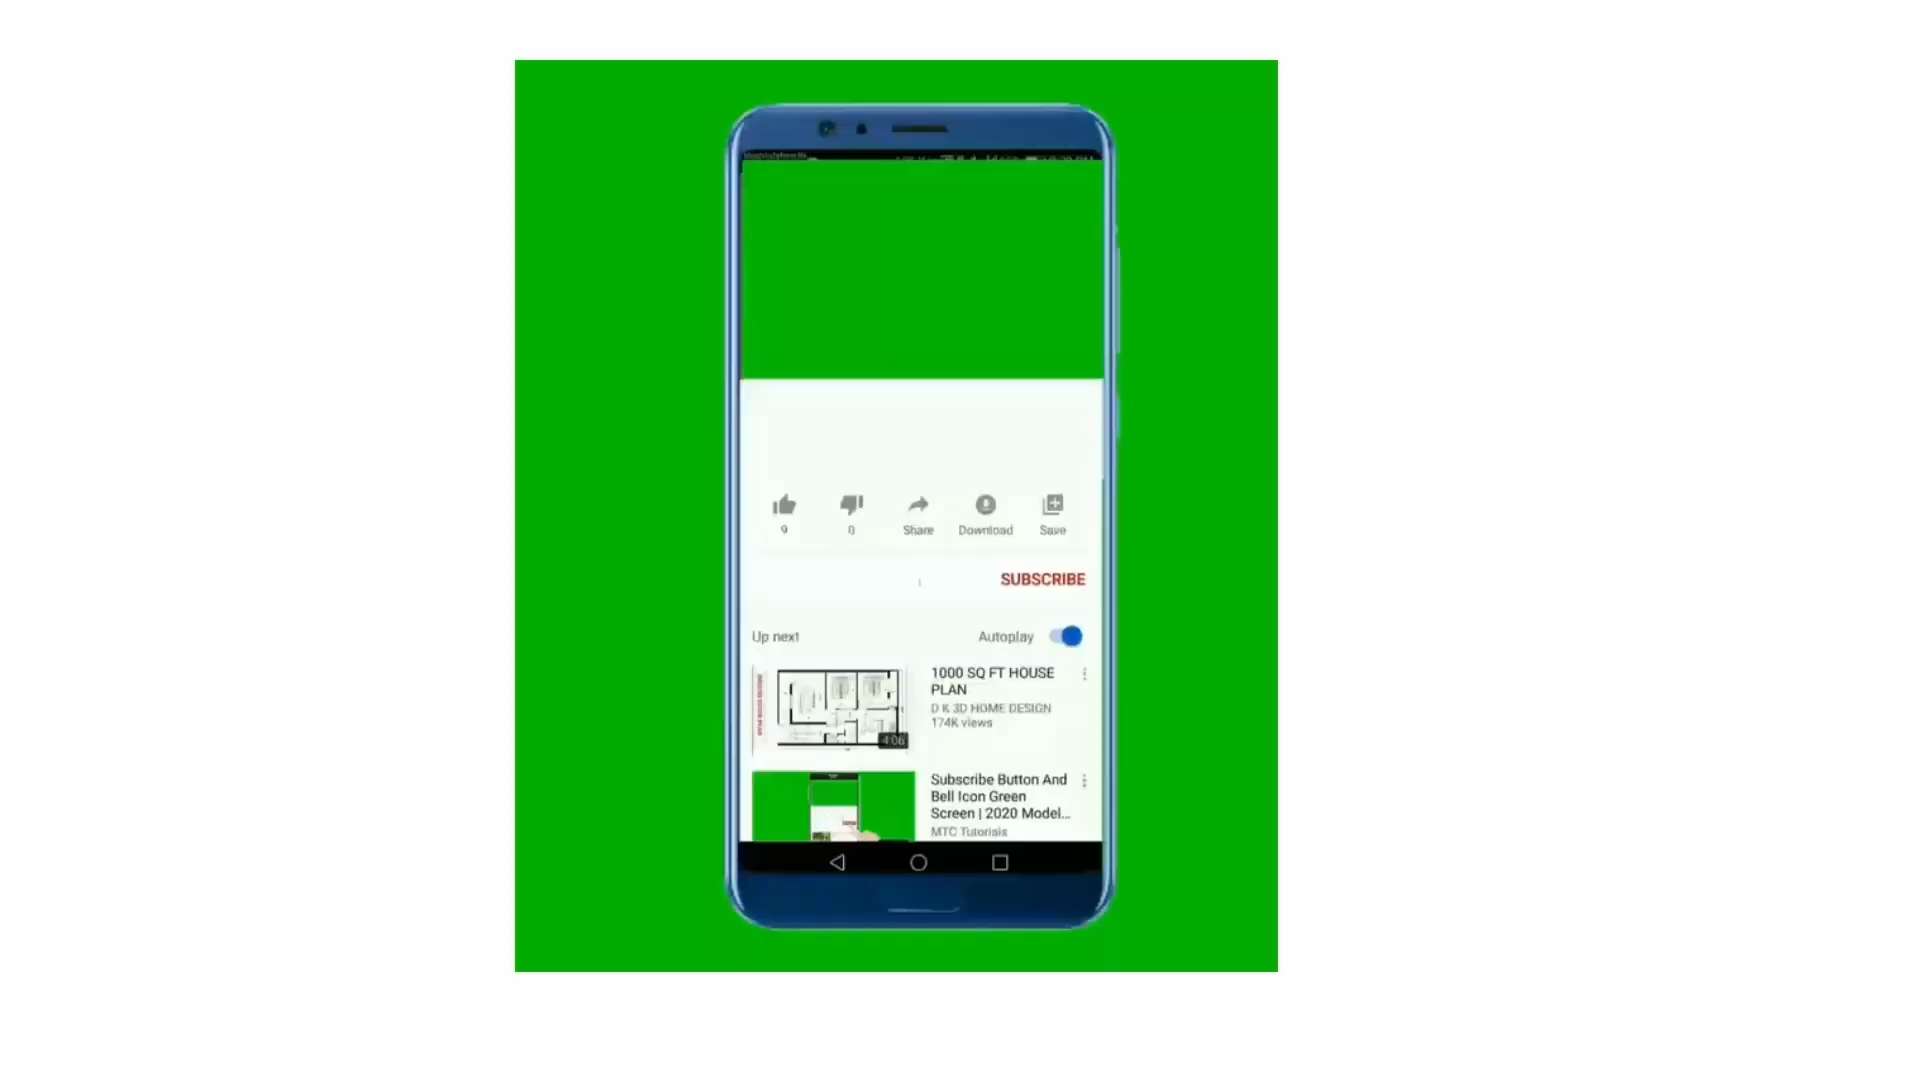 9
0
Share
Download
Save
SUBSCRIBE
Up next
Autoplay
1000 SQ FT HOUSE
PLAN
D K 3D HOME DESIGN
174K views
4:06
Subscribe Button And
Bell Icon Green
Screen | 2020 Model...
MTC Tutorials